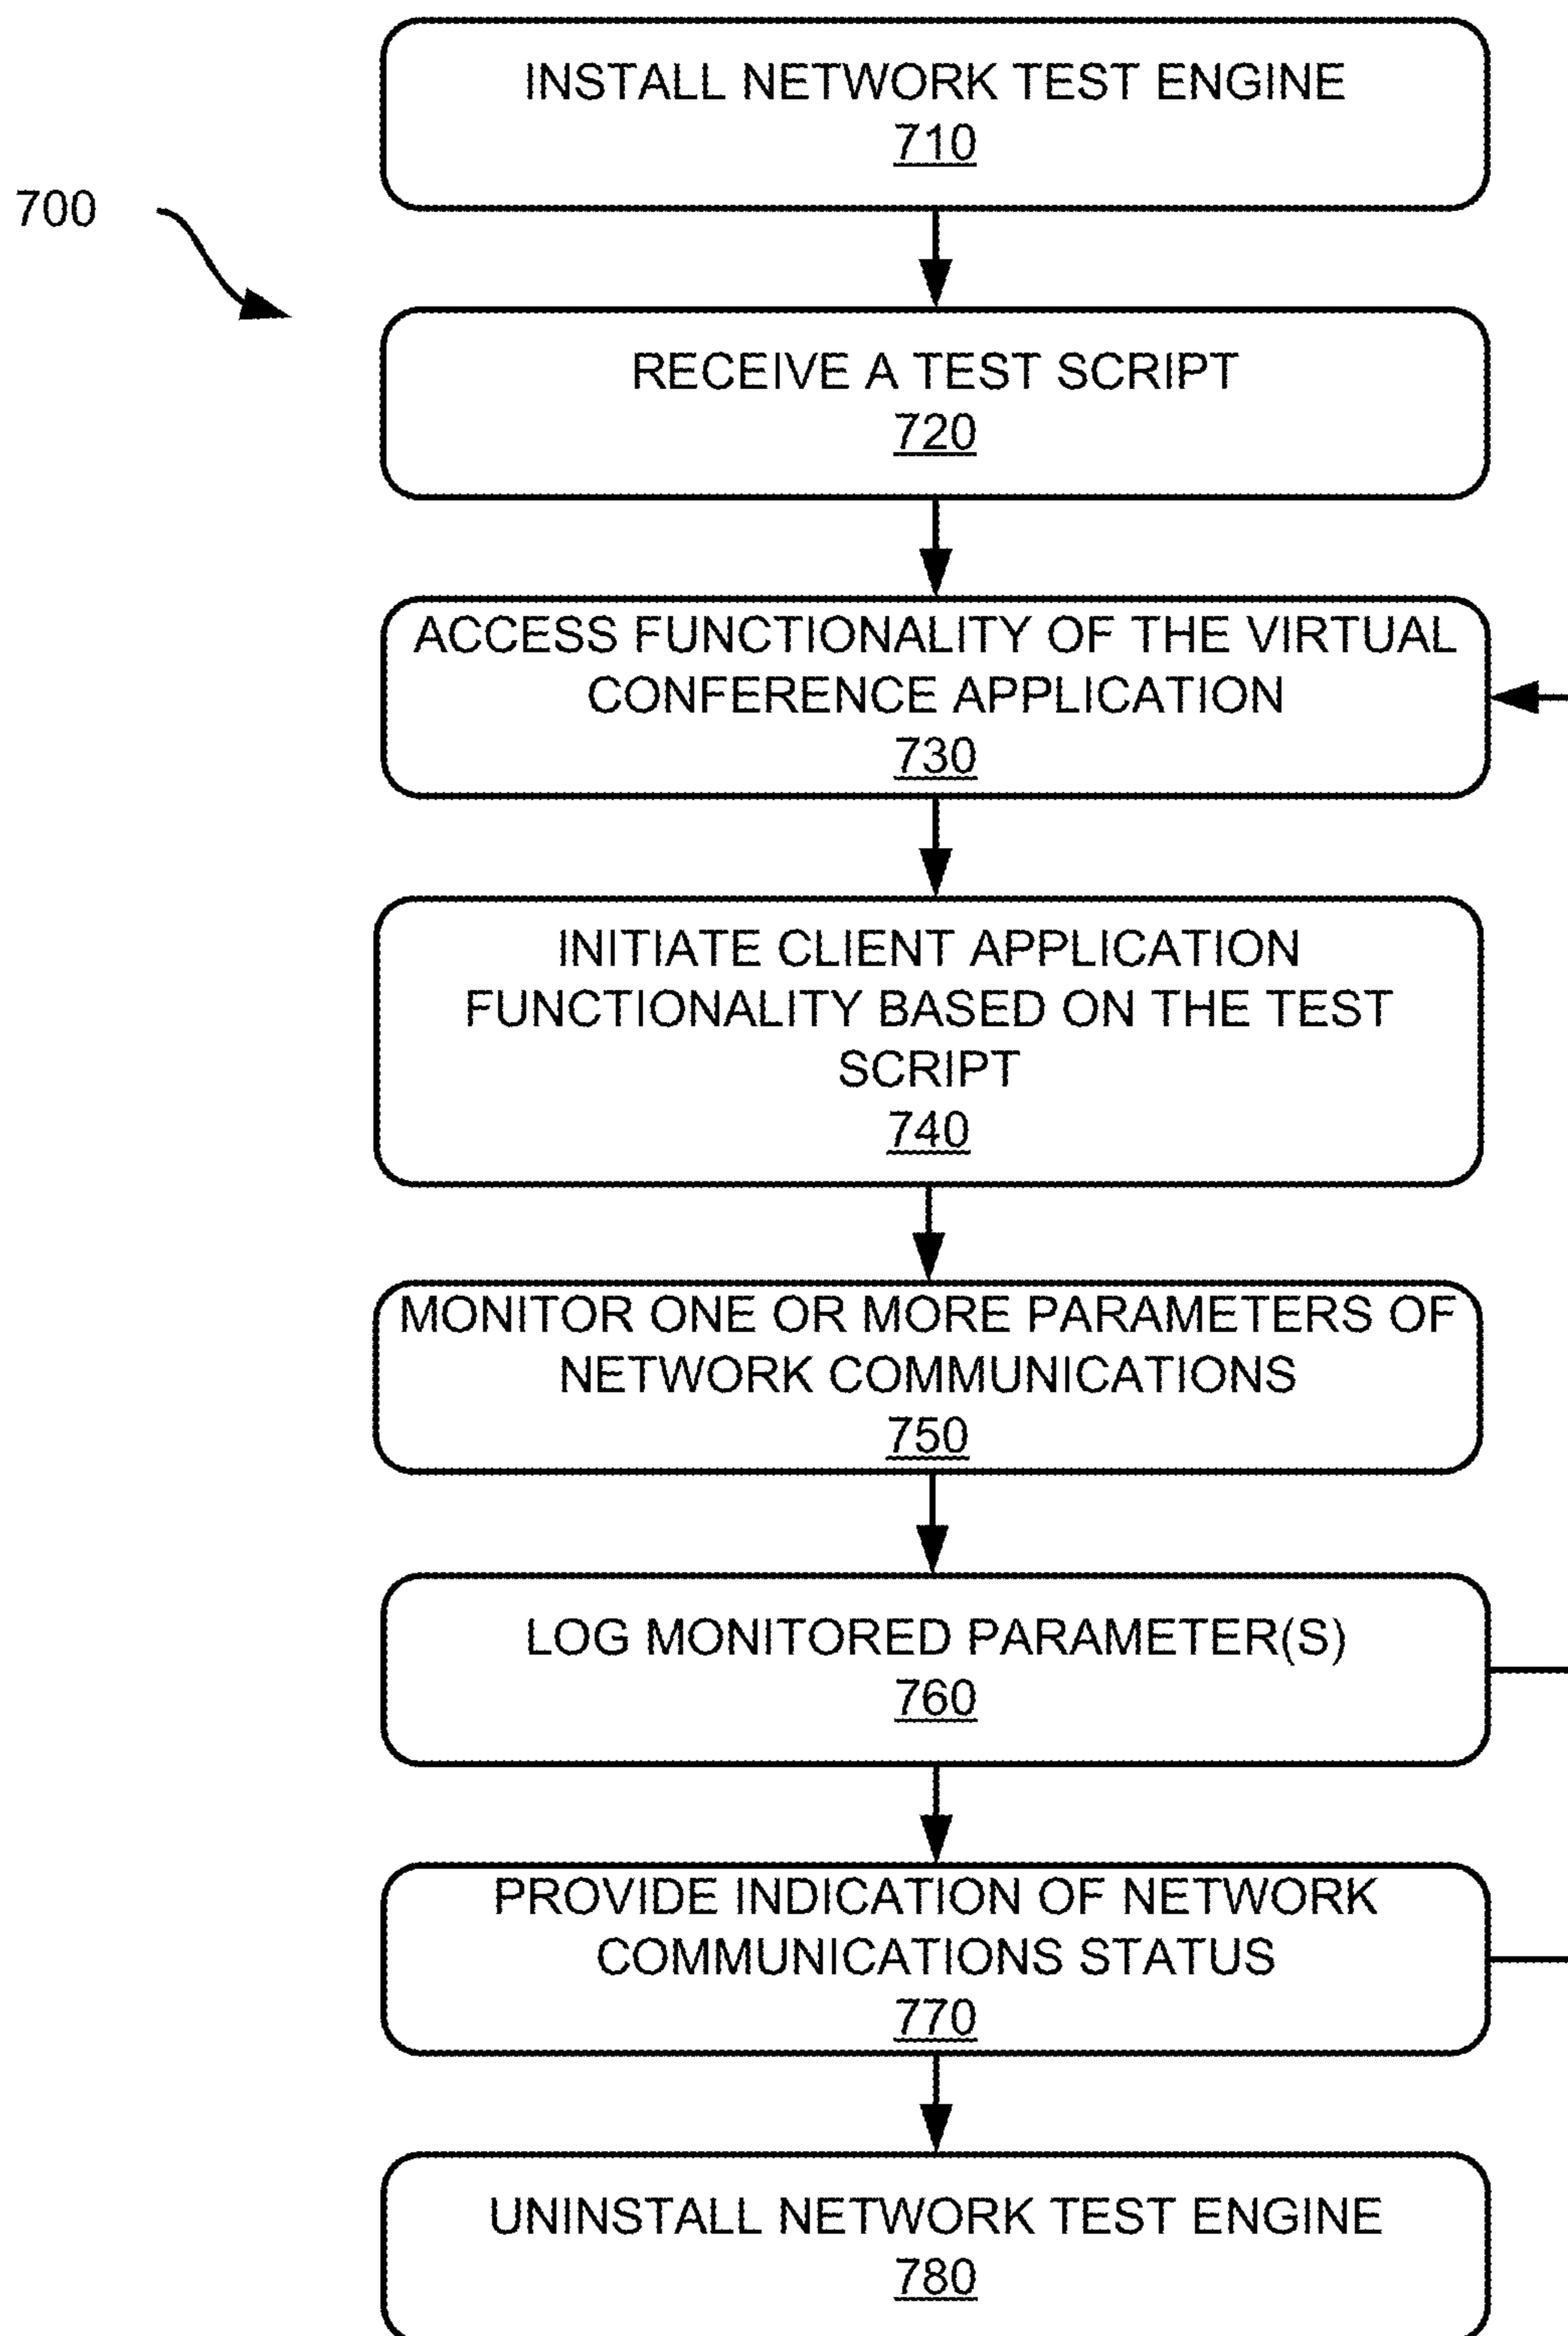 INSTALL NETWORK TEST ENGINE
710
700
RECEIVE A TEST SCRIPT
720
ACCESS FUNCTIONALITY OF THE VIRTUAL
CONFERENCE APPLICATION
730
INITIATE CLIENT APPLICATION
FUNCTIONALITY BASED ON THE TEST
SCRIPT
740
MONITOR ONE OR MORE PARAMETERS OF
NETWORK COMMUNICATIONS
750
LOG MONITORED PARAMETER(S)
760
PROVIDE INDICATION OF NETWORK
COMMUNICATIONS STATUS
770
UNINSTALL NETWORK TEST ENGINE
780